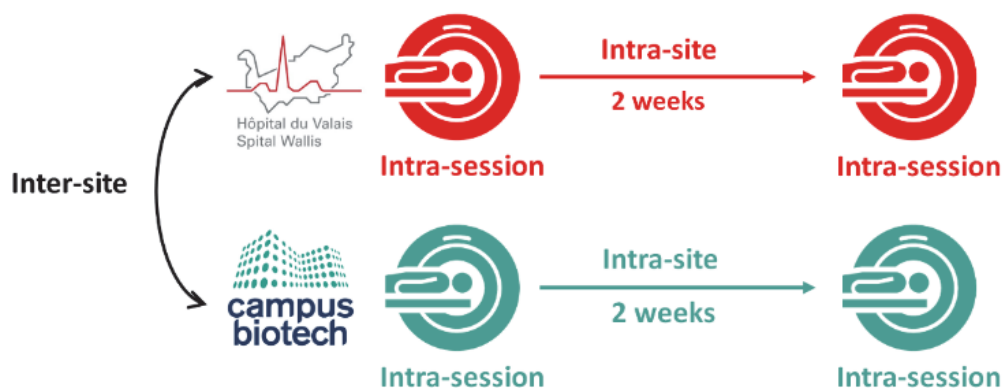 Intra-site
2 weeks
Hôpital du Valais
Spital Wallis
Intra-session
Intra-session
Inter-site
campus
biotech
Intra-site
2 weeks
Intra-session
Intra-session